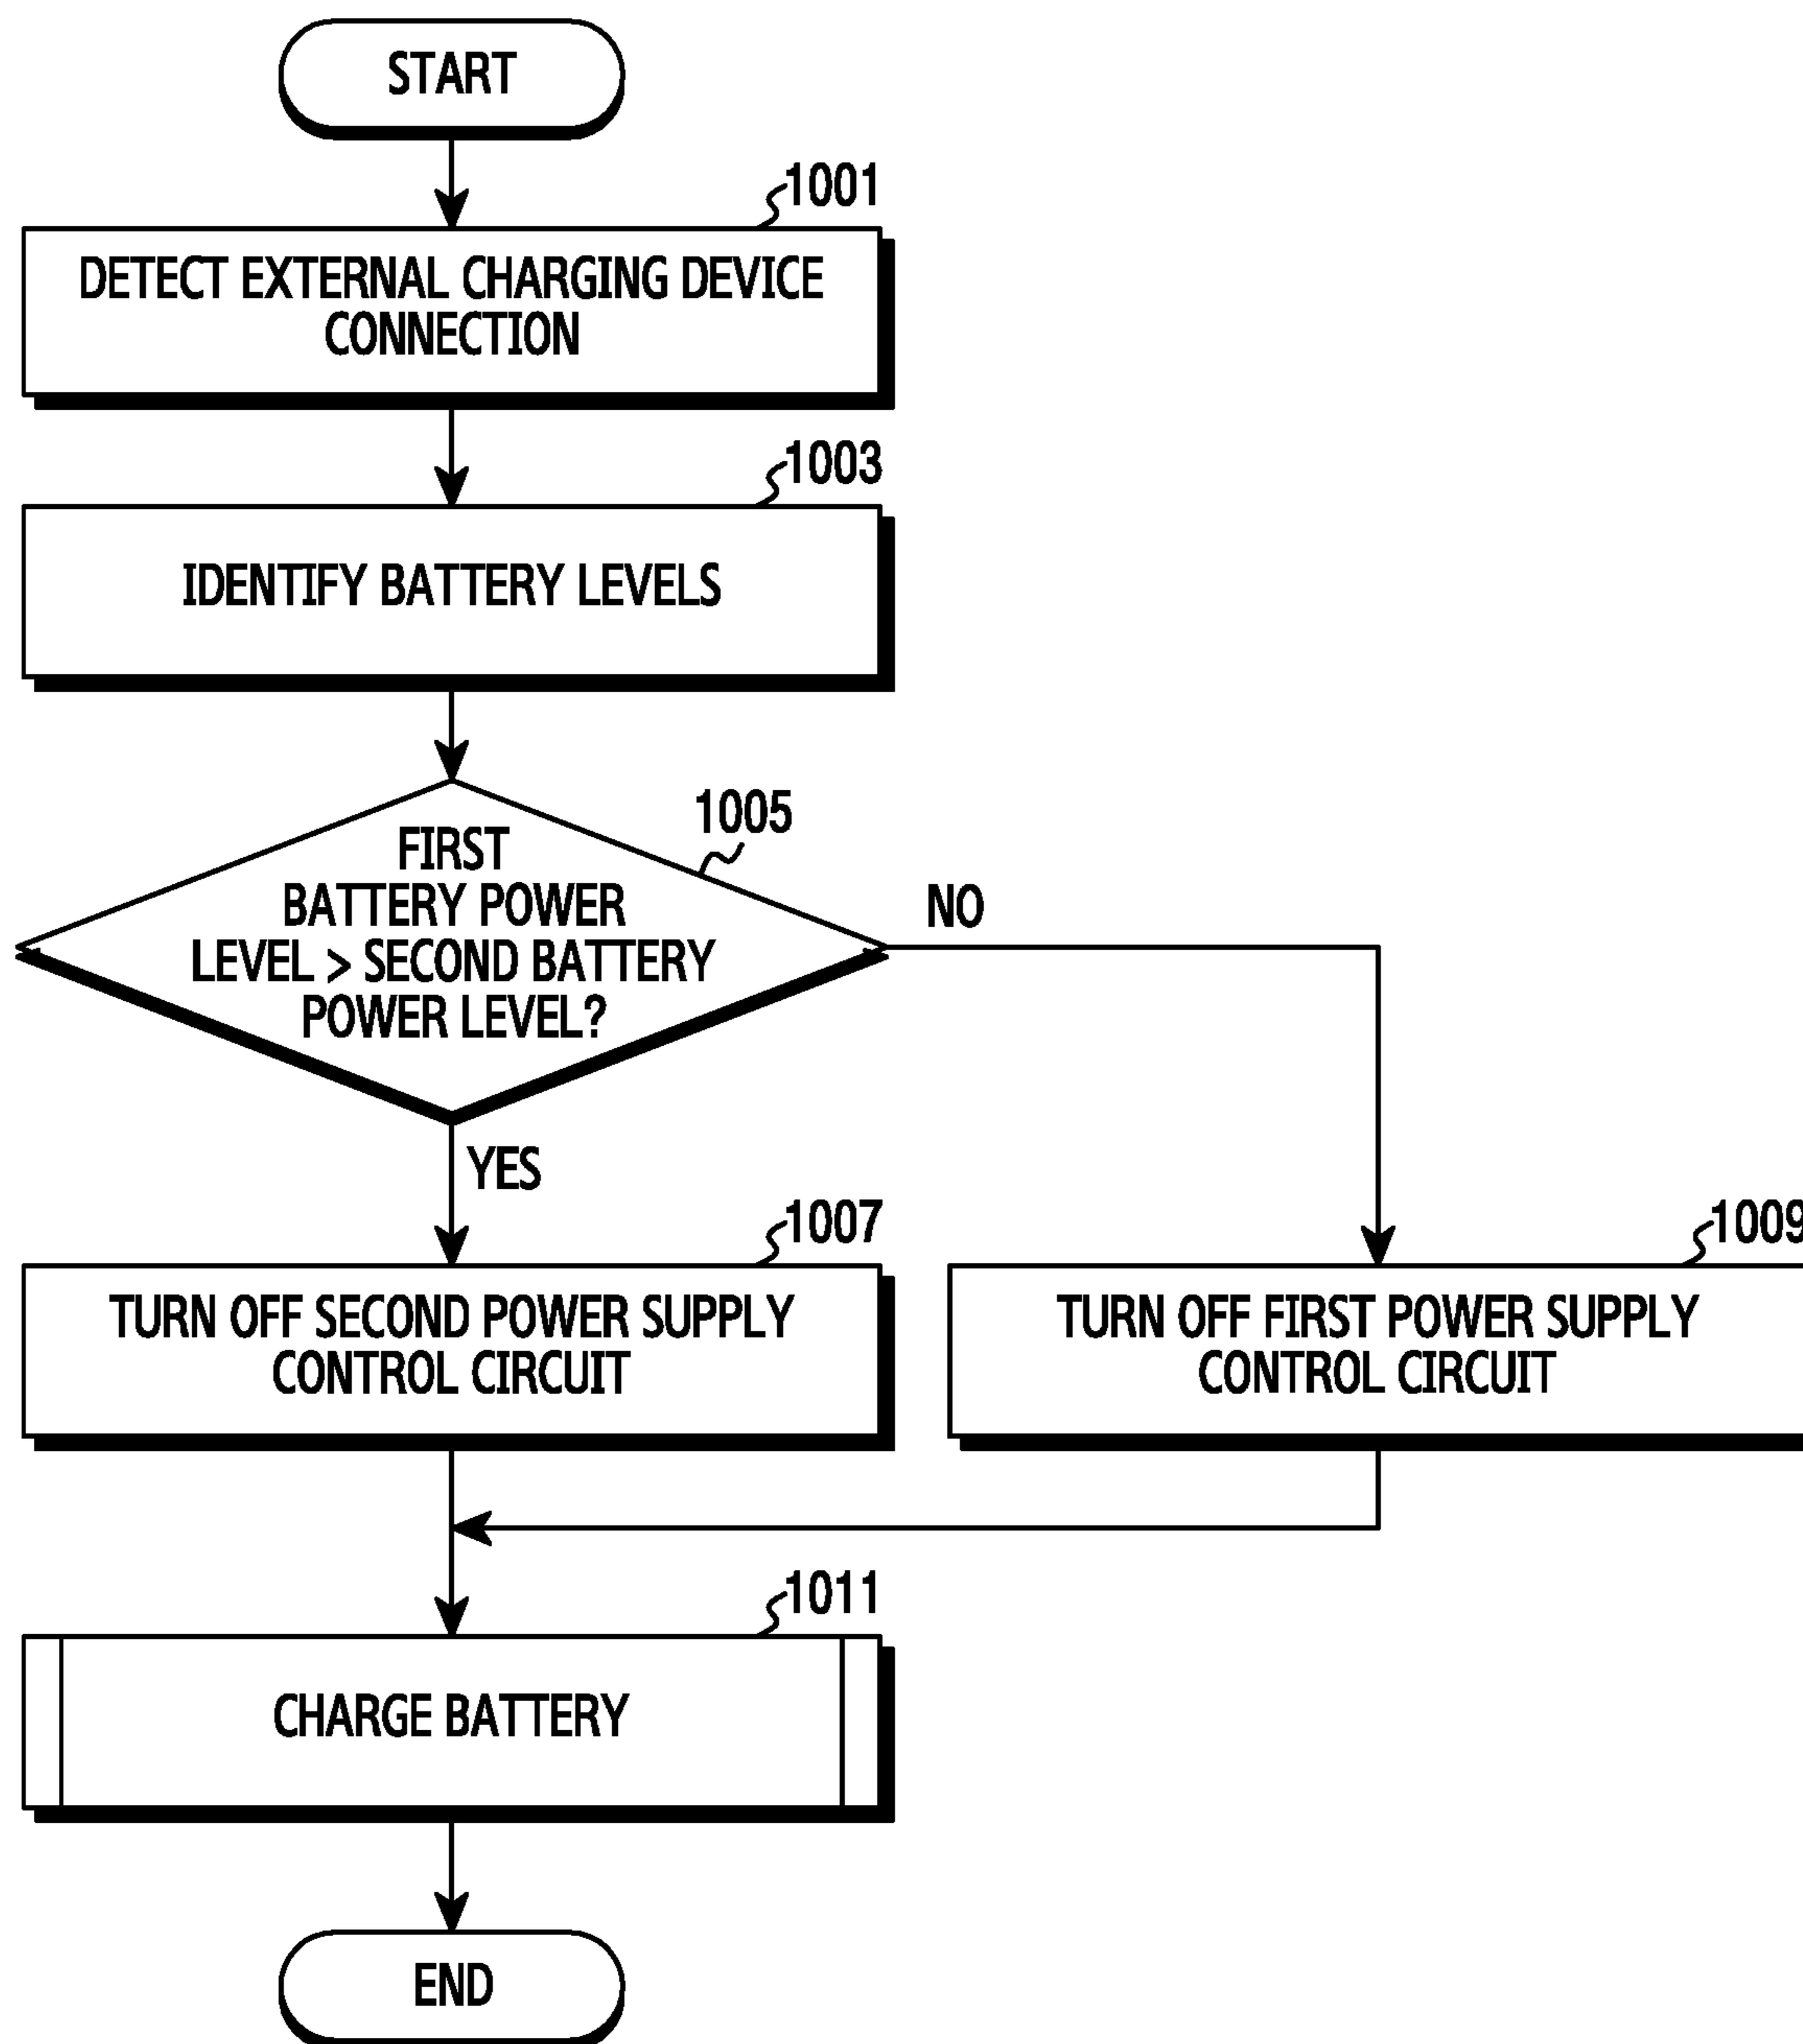 START
1001
DETECT EXTERNAL CHARGING DEVICE
CONNECTION
1003
IDENTIFY BATTERY LEVELS
1005
FIRST
BATTERY POWER
LEVEL > SECOND BATTERY
POWER LEVEL?
NO
YES
1007
TURN OFF SECOND POWER SUPPLY
CONTROL CIRCUIT
1009
TURN OFF FIRST POWER SUPPLY
CONTROL CIRCUIT
1011
CHARGE BATTERY
END